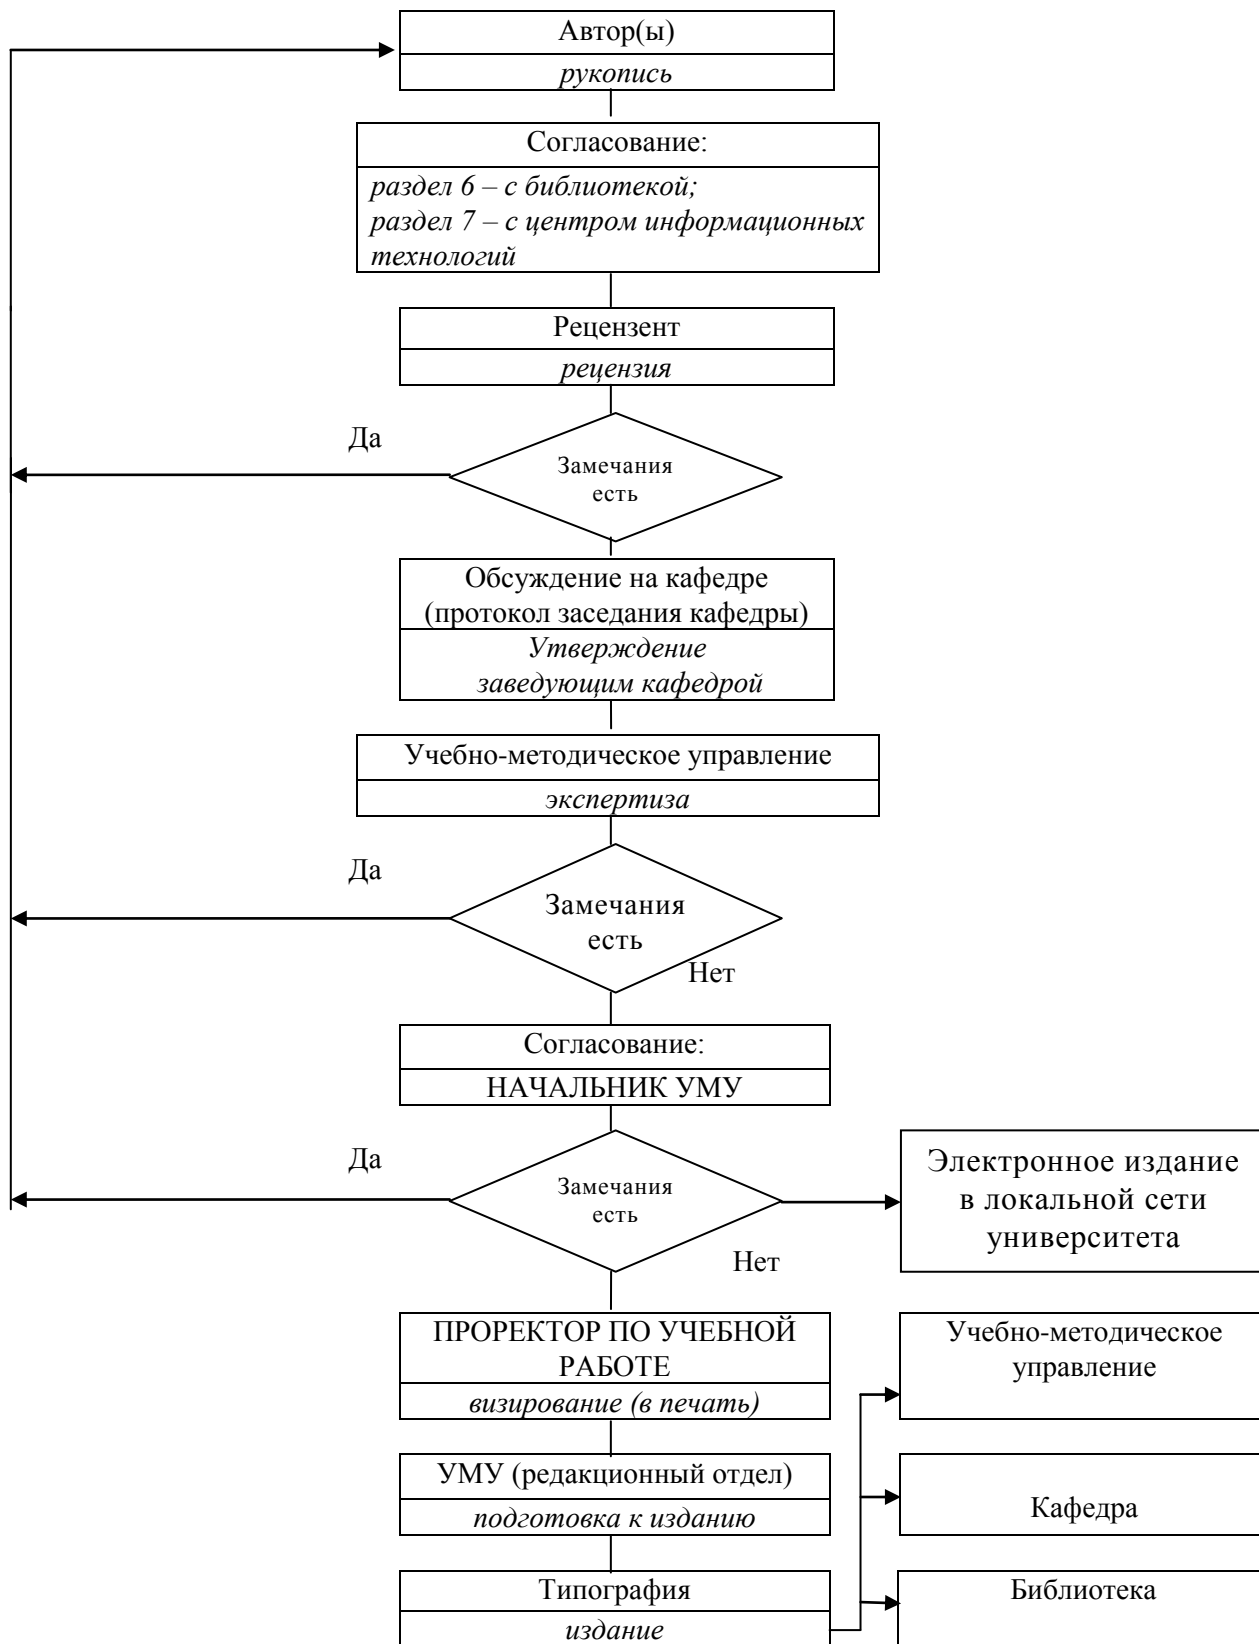 Автор(ы)
рукопись
Согласование:
раздел 6 – с библиотекой;
раздел 7 – с центром информационных
технологий
Рецензент
рецензия
Да
Замечания
есть
Обсуждение на кафедре
(протокол заседания кафедры)
Утверждение
заведующим кафедрой
Учебно-методическое управление
экспертиза
Да
Замечания
есть
Нет
Согласование:
НАЧАЛЬНИК УМУ
Да
Замечания
есть
Нет
Электронное издание
в локальной сети
университета
ПРОРЕКТОР ПО УЧЕБНОЙ
РАБОТЕ
визирование (в печать)
Учебно-методическое
управление
УМУ (редакционный отдел)
подготовка к изданию
Кафедра
Типография
издание
Библиотека